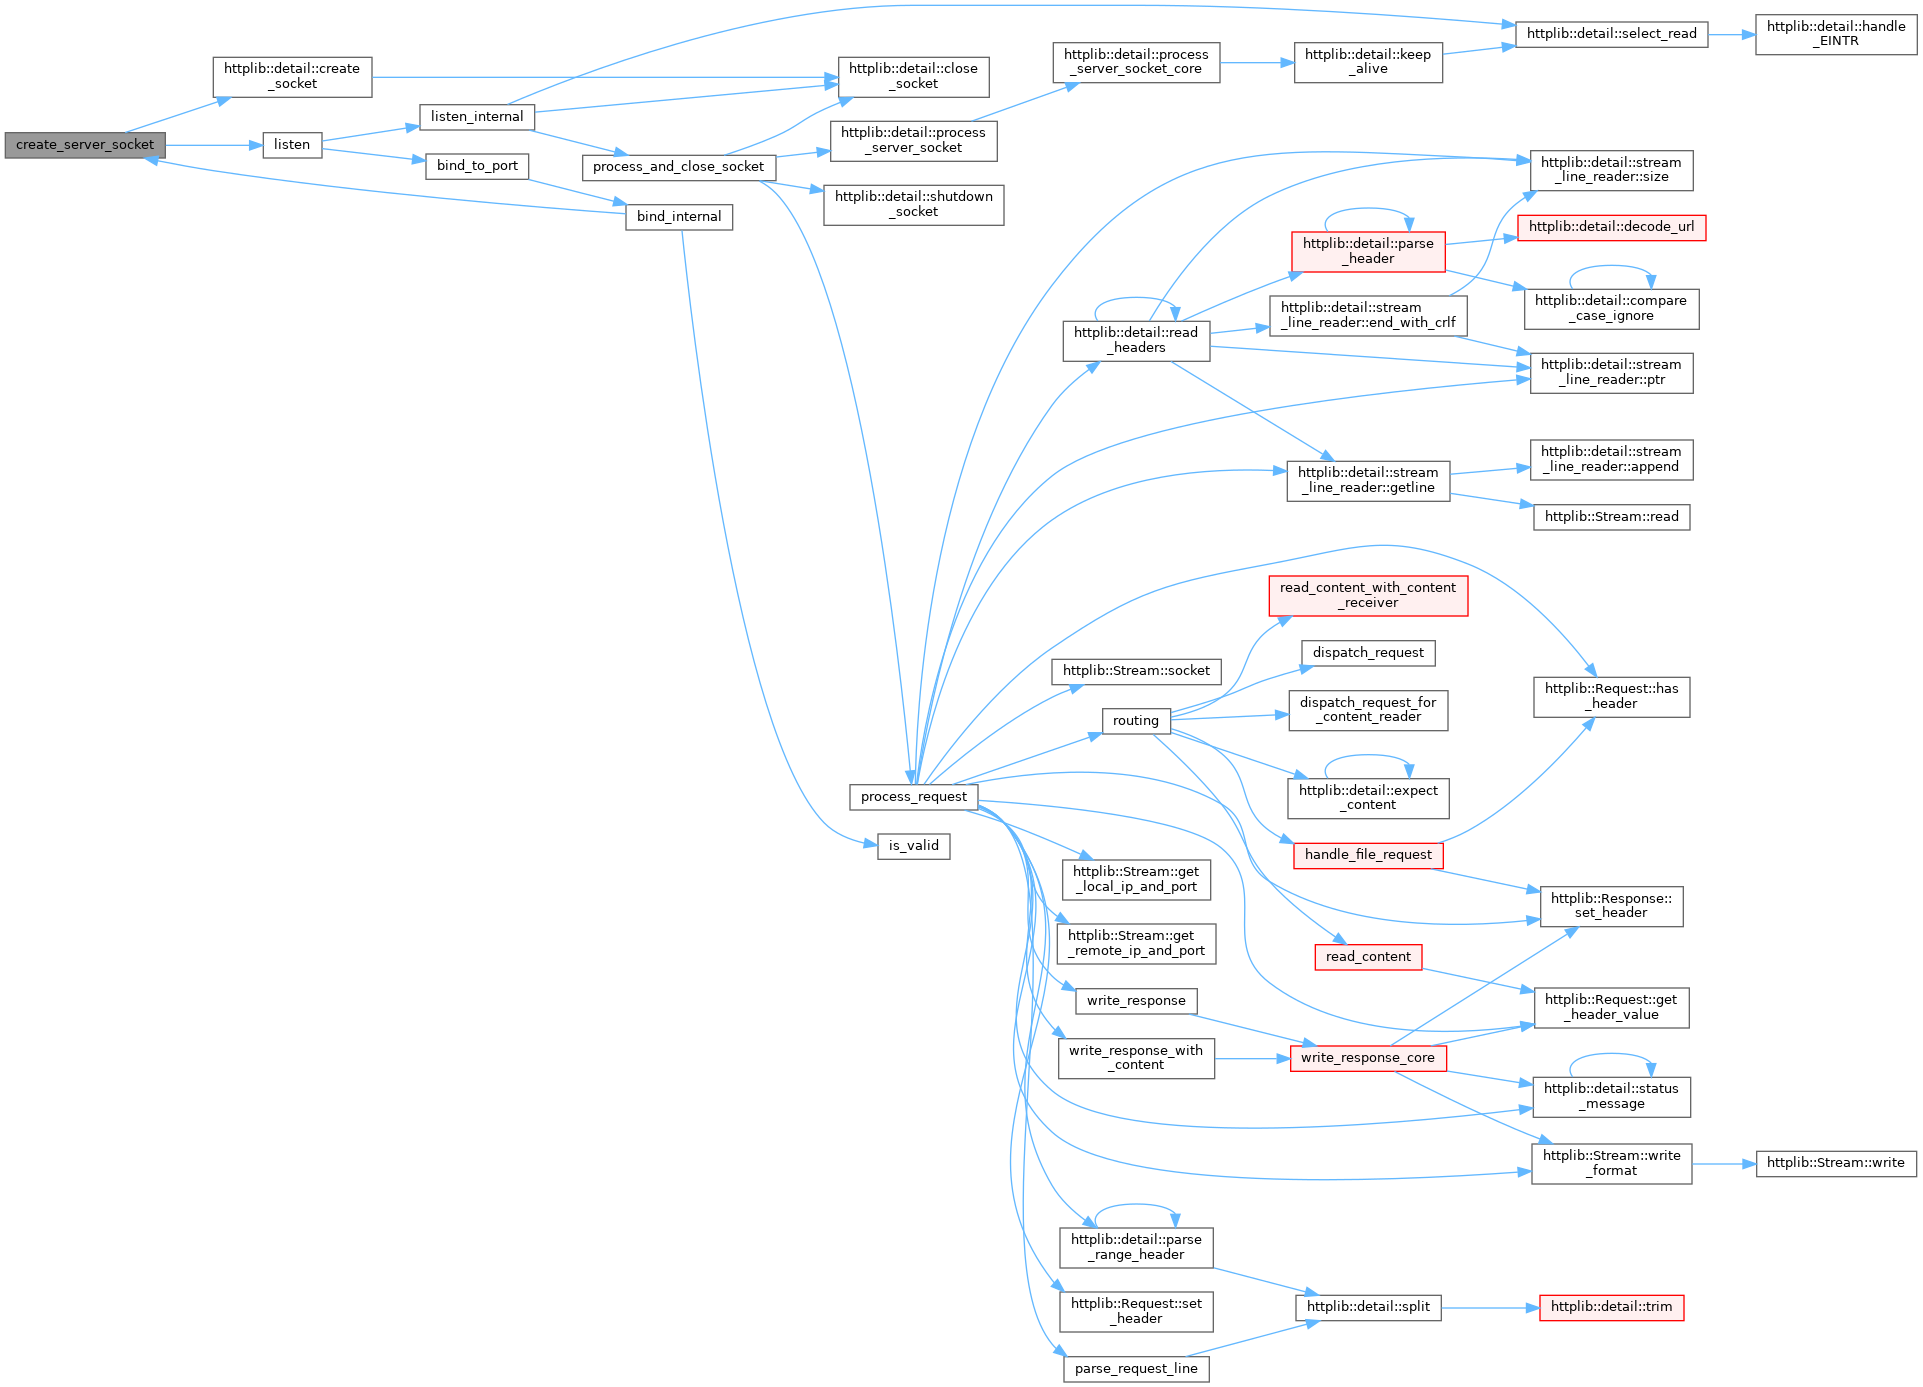 create_server_socket
httplib::detail::create
_socket
listen
listen_internal
bind_to_port
process_and_close_socket
bind_internal
httplib::detail::close
_socket
httplib::detail::process
_server_socket
httplib::detail::shutdown
_socket
process_request
is_valid
httplib::detail::process
_server_socket_core
httplib::detail::keep
_alive
httplib::detail::select_read
httplib::detail::handle
_EINTR
httplib::detail::read
_headers
httplib::detail::parse
_header
httplib::detail::stream
_line_reader::end_with_crlf
httplib::detail::stream
_line_reader::getline
httplib::detail::stream
_line_reader::size
httplib::detail::decode_url
httplib::detail::compare
_case_ignore
httplib::detail::stream
_line_reader::ptr
httplib::detail::stream
_line_reader::append
httplib::Stream::read
httplib::Stream::socket
routing
httplib::Stream::get
_local_ip_and_port
httplib::Stream::get
_remote_ip_and_port
write_response
write_response_with
_content
httplib::detail::parse
_range_header
httplib::Request::set
_header
parse_request_line
read_content_with_content
_receiver
dispatch_request
dispatch_request_for
_content_reader
httplib::detail::expect
_content
handle_file_request
read_content
write_response_core
httplib::detail::split
httplib::Request::has
_header
httplib::Response::
set_header
httplib::Request::get
_header_value
httplib::detail::status
_message
httplib::Stream::write
_format
httplib::Stream::write
httplib::detail::trim